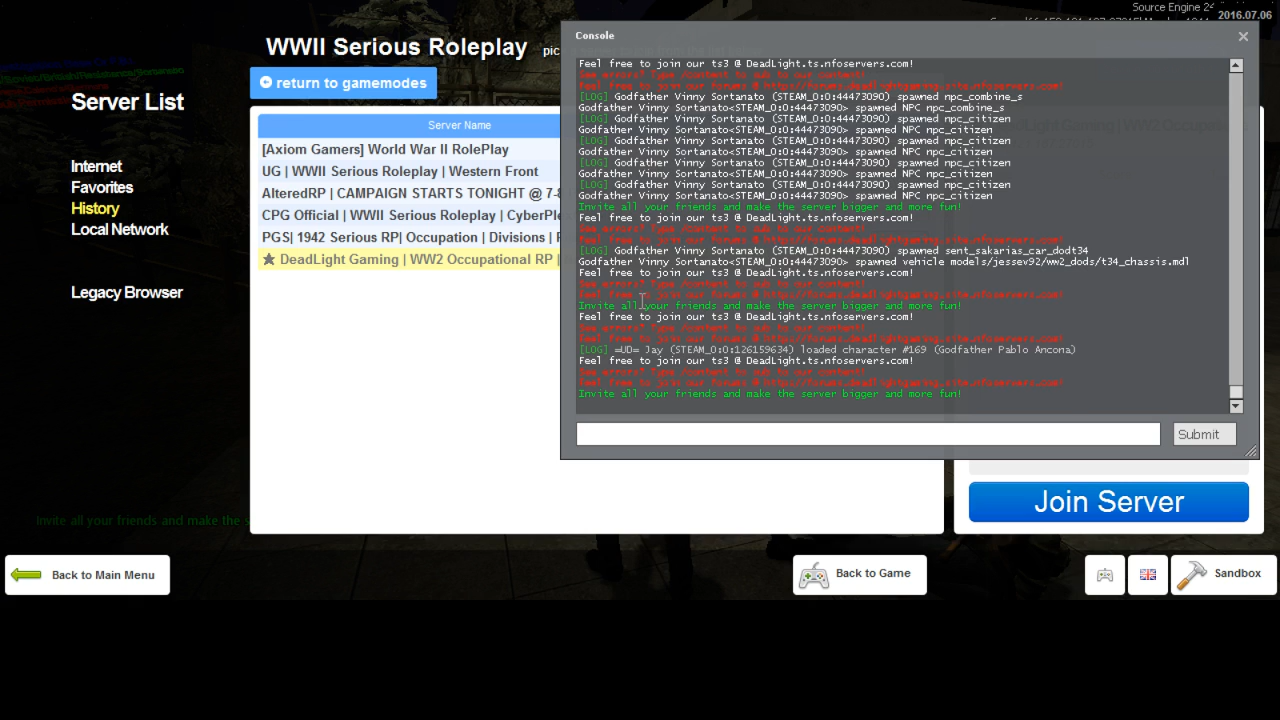 Source Engine 24
2016.07.06
WWII Serious Roleplay
Server List
return to gamemodes
Server Name
[Axiom Gamers] World War II RolePlay
UG | WWII Serious Roleplay | Western Front
AlteredRP | CAMPAIGN STARTS TONIGHT @ 7-8
CPG Official | WWII Serious Roleplay | CyberPle
PGS| 1942 Serious RP| Occupation | Divisions |
DeadLight Gaming | WW2 Occupational RP |
Internet
Favorites
History
Local Network
Legacy Browser
Console
Feel free to join our ts3 @ DeadLight.ts.nfoservers.com!
See errors? Type /content to sub to our content!
Feel free to join our forums @ http://forums.deadlightgaming.site.nfoservers.com!
[LOG] Godfather Vinny Sortanato (STEAM_0:0:44473090) spawned npc_combine_s
Godfather Vinny Sortanato<STEAM_0:0:44473090> spawned NPC npc_combine_s
[LOG] Godfather Vinny Sortanato (STEAM_0:0:44473090) spawned npc_citizen
Godfather Vinny Sortanato<STEAM_0:0:44473090> spawned NPC npc_citizen
[LOG] Godfather Vinny Sortanato (STEAM_0:0:44473090) spawned npc_citizen
Godfather Vinny Sortanato<STEAM_0:0:44473090> spawned NPC npc_citizen
[LOG] Godfather Vinny Sortanato (STEAM_0:0:44473090) spawned npc_citizen
Godfather Vinny Sortanato<STEAM_0:0:44473090> spawned NPC npc_citizen
[LOG] Godfather Vinny Sortanato (STEAM_0:0:44473090) spawned npc_citizen
Godfather Vinny Sortanato<STEAM_0:0:44473090> spawned NPC npc_citizen
Invite all your friends and make the server bigger and more fun!
Feel free to join our ts3 @ DeadLight.ts.nfoservers.com!
See errors? Type /content to sub to our content!
Feel free to join our forums @ http://forums.deadlightgaming.site.nfoservers.com!
[LOG] Godfather Vinny Sortanato (STEAM_0:0:44473090) spawned sent_sakarias_car_dodt34
Godfather Vinny Sortanato<STEAM_0:0:44473090> spawned vehicle models/jessev92/ww2_dods/t34_chassis.mdl
Feel free to join our ts3 @ DeadLight.ts.nfoservers.com!
See errors? Type /content to sub to our content!
Feel free to join our forums @ http://forums.deadlightgaming.site.nfoservers.com!
Invite all your friends and make the server bigger and more fun!
Feel free to join our ts3 @ DeadLight.ts.nfoservers.com!
See errors? Type /content to sub to our content!
Feel free to join our forums @ http://forums.deadlightgaming.site.nfoservers.com!
[LOG] =UD= Jay (STEAM_0:0:126159634) loaded character #169 (Godfather Pablo Ancona)
Feel free to join our ts3 @ DeadLight.ts.nfoservers.com!
See errors? Type /content to sub to our content!
Feel free to join our forums @ http://forums.deadlightgaming.site.nfoservers.com!
Invite all your friends and make the server bigger and more fun!
Submit
Join Server
Invite all your friends and make the s
Back to Main Menu
Back to Game
Sandbox